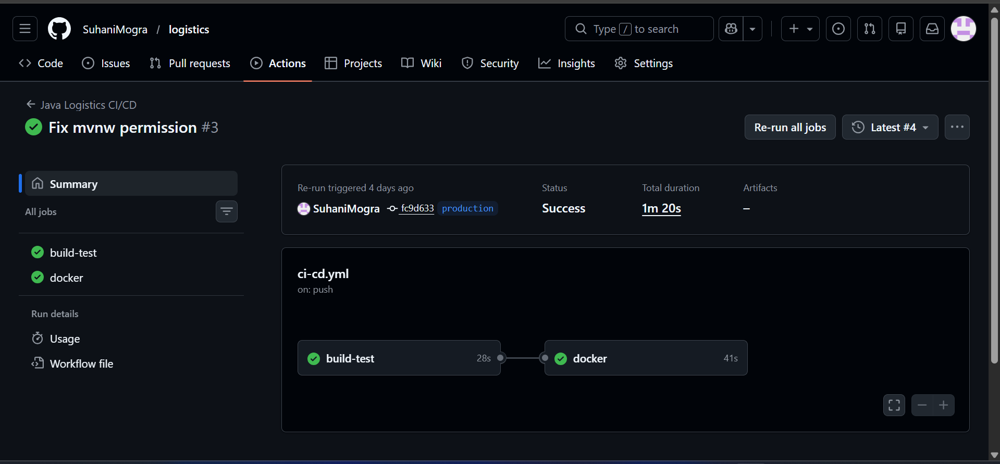 SuhaniMogra / logistics
Type / to search
Code Issues Pull requests Actions Projects Wiki Security Insights Settings
Java Logistics CI/CD
Fix mvnw permission #3
Re-run all jobs
Latest #4
Summary
All jobs
build-test
docker
Run details
Usage
Workflow file
Re-run triggered 4 days ago
SuhaniMogra fc9d633 production
Status
Success
Total duration
1m 20s
Artifacts
–
ci-cd.yml
on: push
build-test 28s
docker 41s